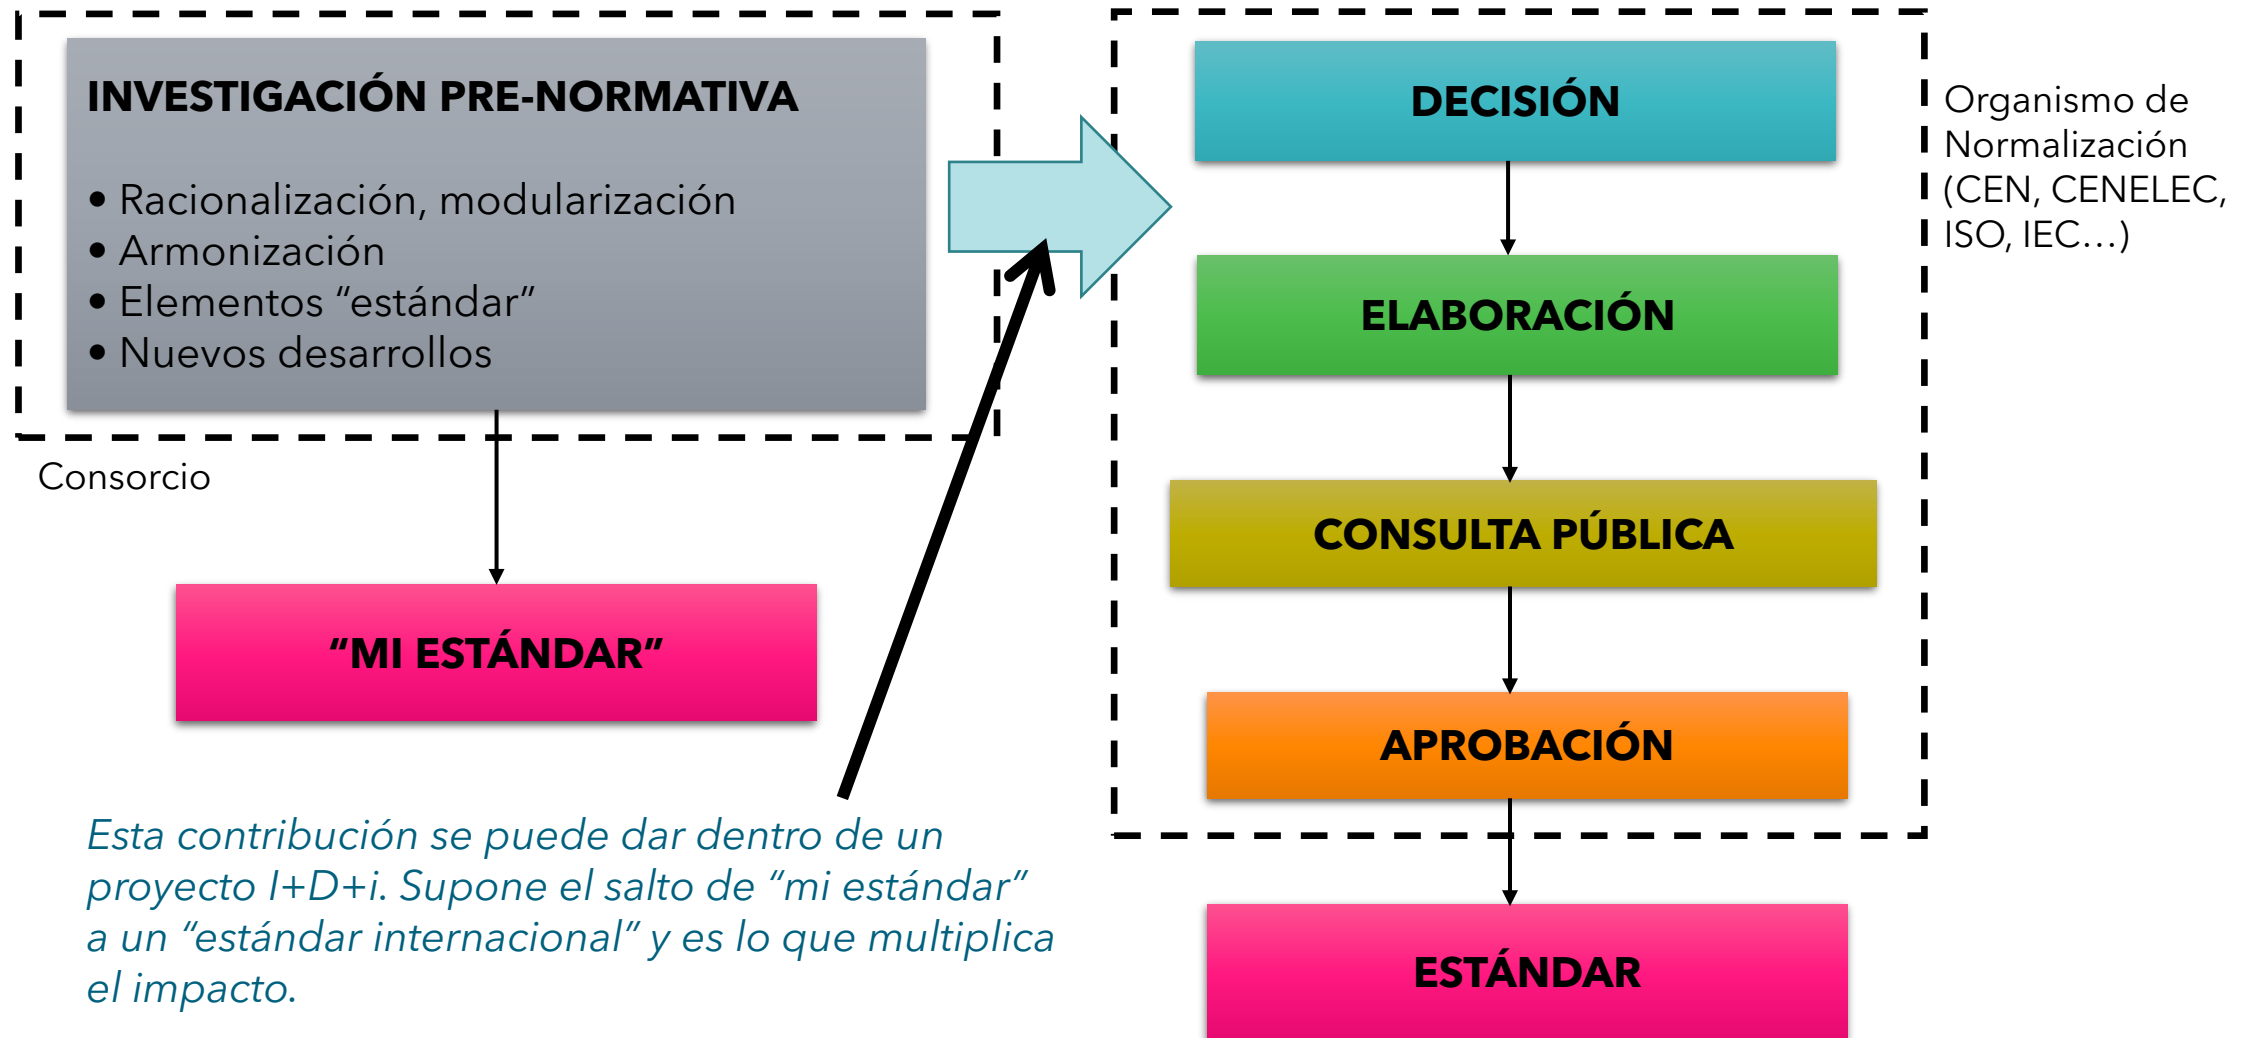 INVESTIGACIÓN PRE-NORMATIVA
• Racionalización, modularización
• Armonización
• Elementos “estándar”
• Nuevos desarrollos
Consorcio
“MI ESTÁNDAR”
Esta contribución se puede dar dentro de un
proyecto I+D+i. Supone el salto de “mi estándar”
a un “estándar internacional” y es lo que multiplica
el impacto.
DECISIÓN
ELABORACIÓN
CONSULTA PÚBLICA
APROBACIÓN
ESTÁNDAR
Organismo de
Normalización
(CEN, CENELEC,
ISO, IEC…)